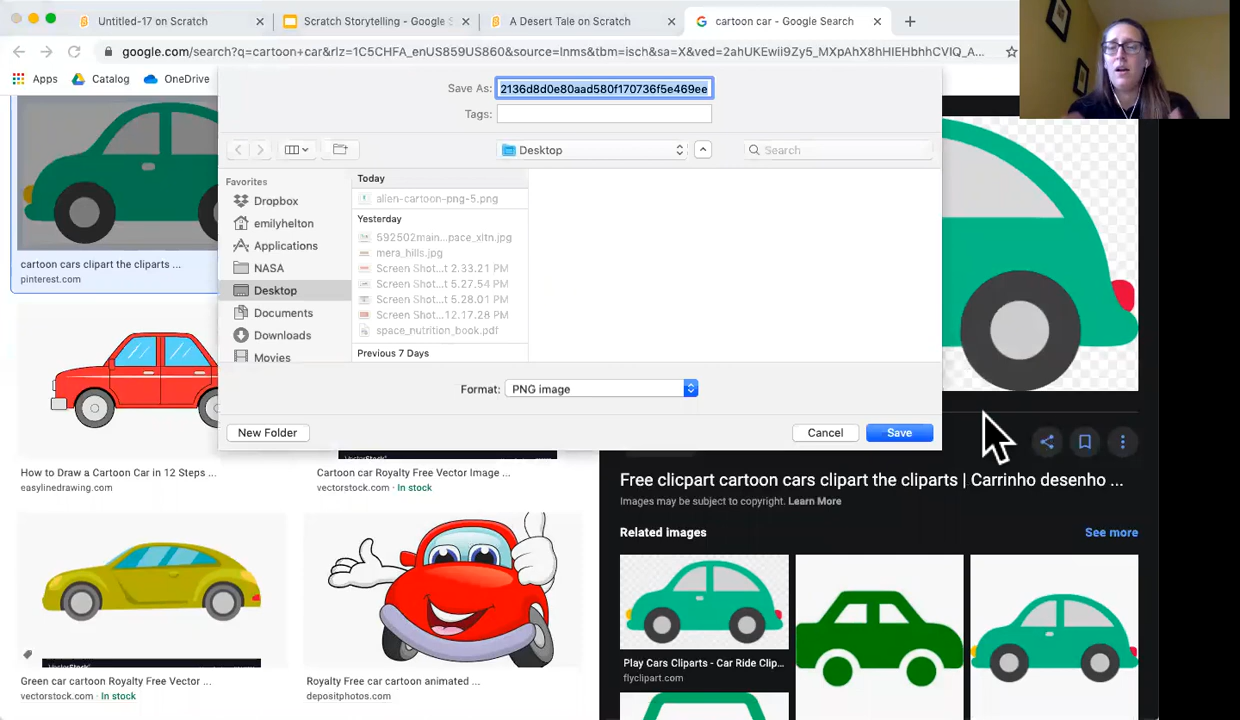 Untitled-17 on Scratch
Scratch Storytelling - Google S
A Desert Tale on Scratch
cartoon car - Google Search
google.com/search?q=cartoon+car&rlz=1C5CHFA_enUS859US860&source=lnms&tbm=isch&sa=X&ved=2ahUKEwii9Zy5_MXpAhX8hHIEHbhhCVIQ_A...
Apps
Catalog
OneDrive
Save As:
2136d8d0e80aad580f170736f5e469ee
Tags:
Desktop
Search
Favorites
Dropbox
emilyhelton
Applications
NASA
Desktop
Documents
Downloads
Movies
Today
alien-cartoon-png-5.png
Yesterday
592502main...pace_xitn.jpg
mera_hills.jpg
Screen Shot...t 2.33.21 PM
Screen Shot...t 5.27.54 PM
Screen Shot...t 5.28.01 PM
Screen Shot...12.17.28 PM
space_nutrition_book.pdf
Previous 7 Days
Format:
PNG image
New Folder
Cancel
Save
cartoon cars clipart the cliparts ...
pinterest.com
How to Draw a Cartoon Car in 12 Steps ...
easylinedrawing.com
Cartoon car Royalty Free Vector Image ...
vectorstock.com · In stock
Green car cartoon Royalty Free Vector ...
vectorstock.com · In stock
Royalty Free car cartoon animated ...
depositphotos.com
Free clicpart cartoon cars clipart the cliparts | Carrinho desenho ...
Images may be subject to copyright. Learn More
Related images
See more
Play Cars Cliparts - Car Ride Clip...
flyclipart.com